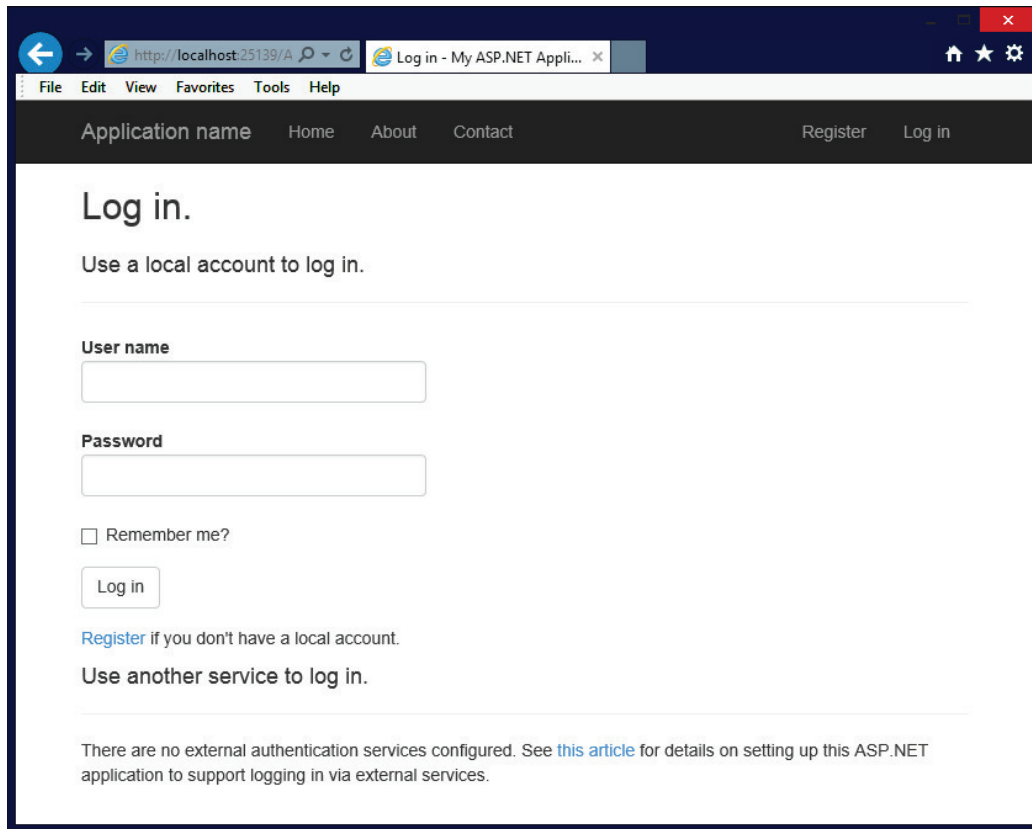 http://localhost:25139/A
Log in - My ASP.NET Appli...
File Edit View Favorites Tools Help
Application name Home About Contact Register Log in
Log in.
Use a local account to log in.
User name
Password
Remember me?
Log in
Register if you don't have a local account.
Use another service to log in.
There are no external authentication services configured. See this article for details on setting up this ASP.NET
application to support logging in via external services.